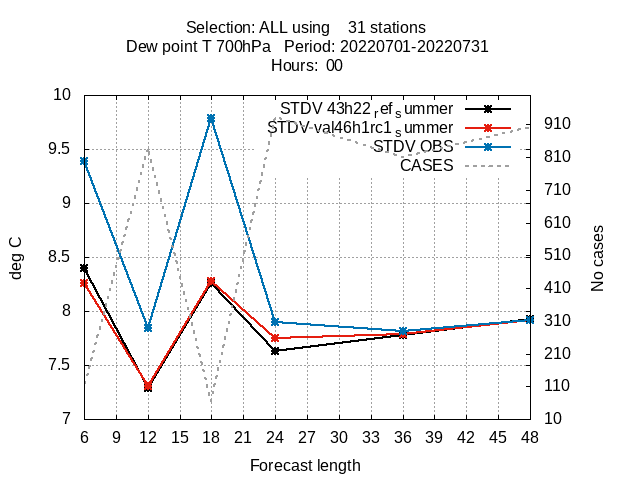 Selection: ALL using 31 stations
Dew point T 700hPa Period: 20220701-20220731
Hours: 00
STDV 43h22ref summer
STDV val46h1rc1summer
STDV OBS
CASES
deg C
10
9.5
9
8.5
8
7.5
7
No cases
910
810
710
610
510
410
310
210
110
10
6 9 12 15 18 21 24 27 30 33 36 39 42 45 48
Forecast length